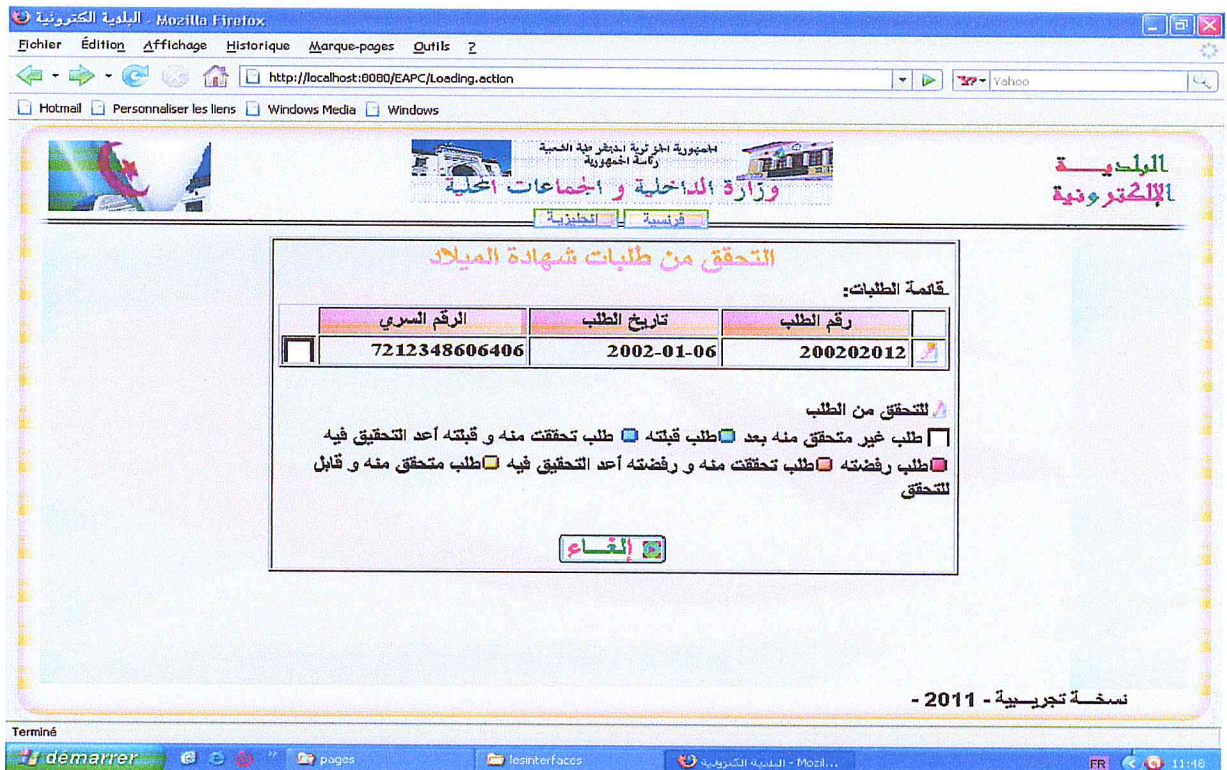 البلدية الكترونية - Mozilla Firefox
Fichier Édition Affichage Historique Marque-pages Outils ?
http://localhost:8080/EAPC/Loading.action
Yahoo
Hotmail Personnaliser les liens Windows Media Windows
الجمهورية الجزائرية الديمقراطية الشعبية
رئاسة الجمهورية
وزارة الداخلية و الجماعات المحلية
البلديـــة
الإلكترونية
فرنسية انجليزية
التحقق من طلبات شهادة الميلاد
قائمة الطلبات:
رقم الطلب تاريخ الطلب الرقم السري
200202012 2002-01-06 7212348606406
للتحقق من الطلب
طلب غير متحقق منه بعد طلب قبلته طلب تحققت منه و قبلته أعد التحقيق فيه
طلب رفضته طلب تحققت منه و رفضته أعد التحقيق فيه طلب متحقق منه و قابل
للتحقق
إلغـــاء
نسخـــة تجريـــبية - 2011 -
Terminé
démarrer pages lesinterfaces البلدية الكترونية - Mozil... FR 11:48